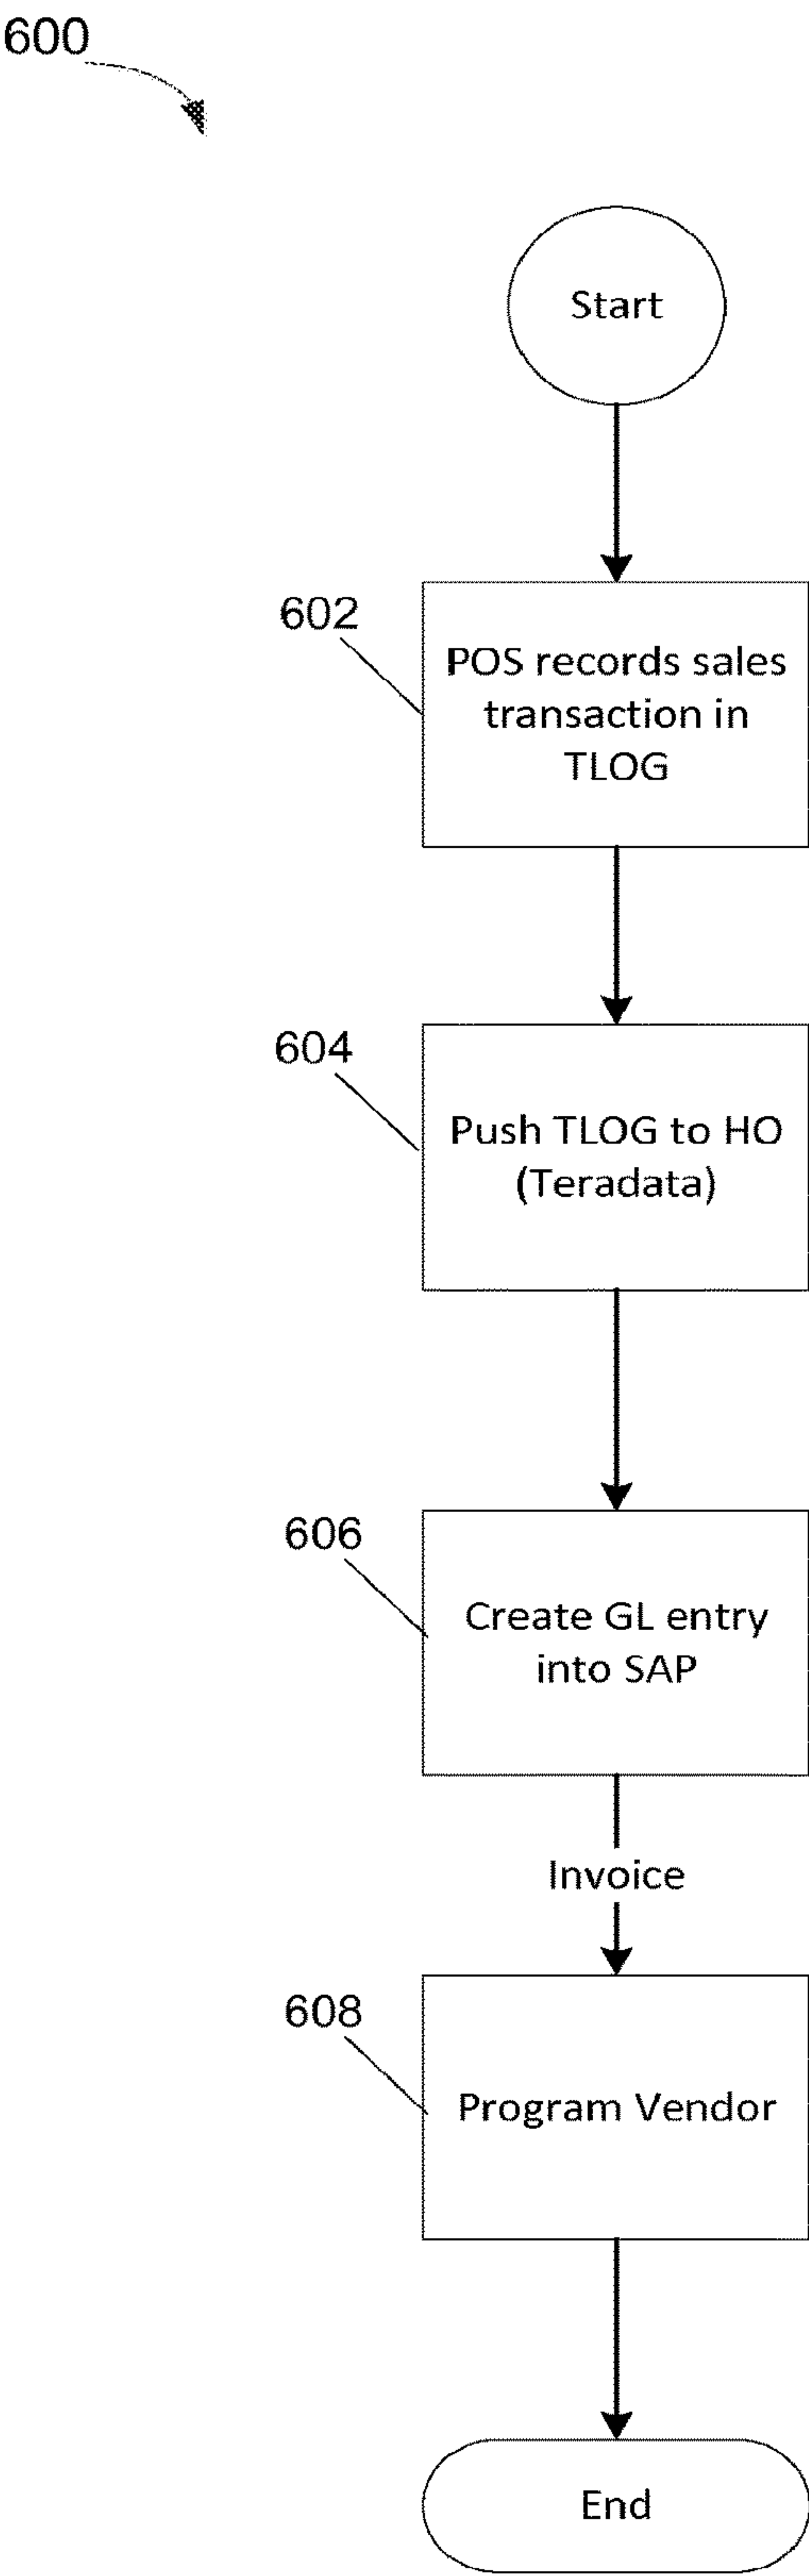 600
Start
602
POS records sales
transaction in
TLOG
604
Push TLOG to HO
(Teradata)
606
Create GL entry
into SAP
Invoice
608
Program Vendor
End